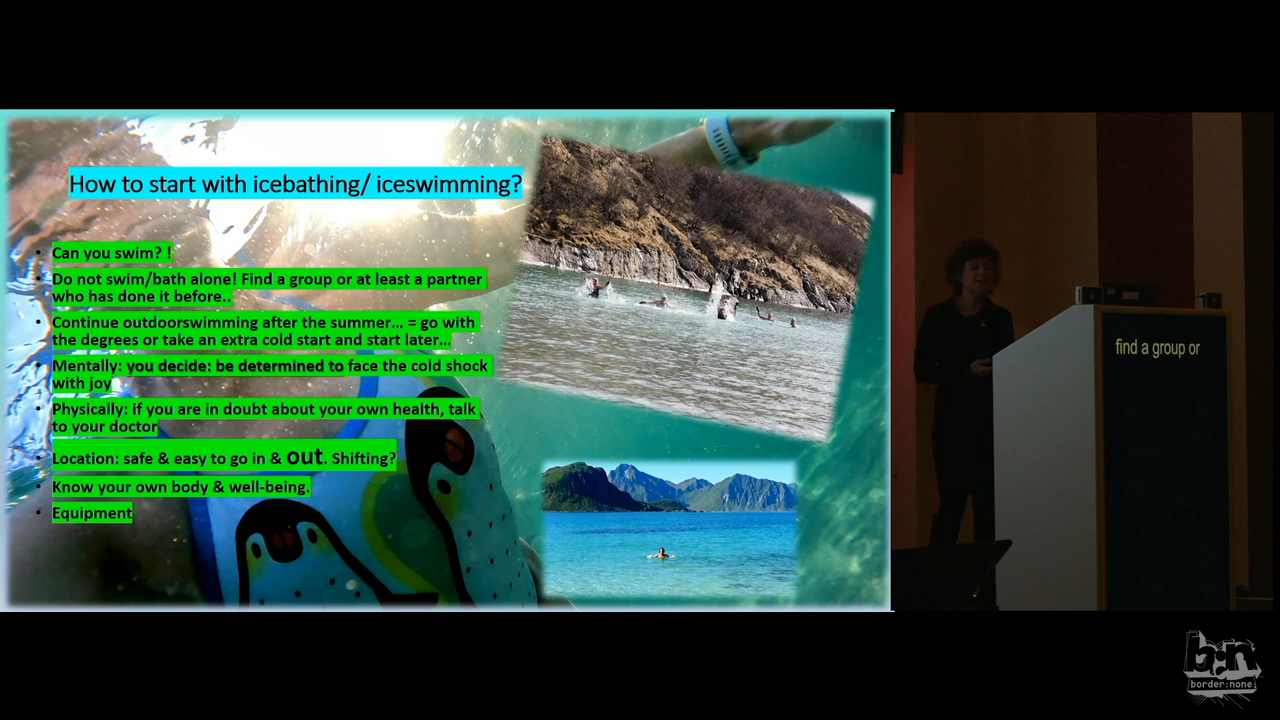 How to start with icebathing/ iceswimming?
Can you swim? !
Do not swim/bath alone! Find a group or at least a partner
who has done it before..
Continue outdoorswimming after the summer... = go with
the degrees or take an extra cold start and start later...
Mentally: you decide: be determined to face the cold shock
with joy
Physically: if you are in doubt about your own health, talk
to your doctor
Location: safe & easy to go in & out. Shifting?
Know your own body & well-being.
Equipment
find a group or
b:n
border:none